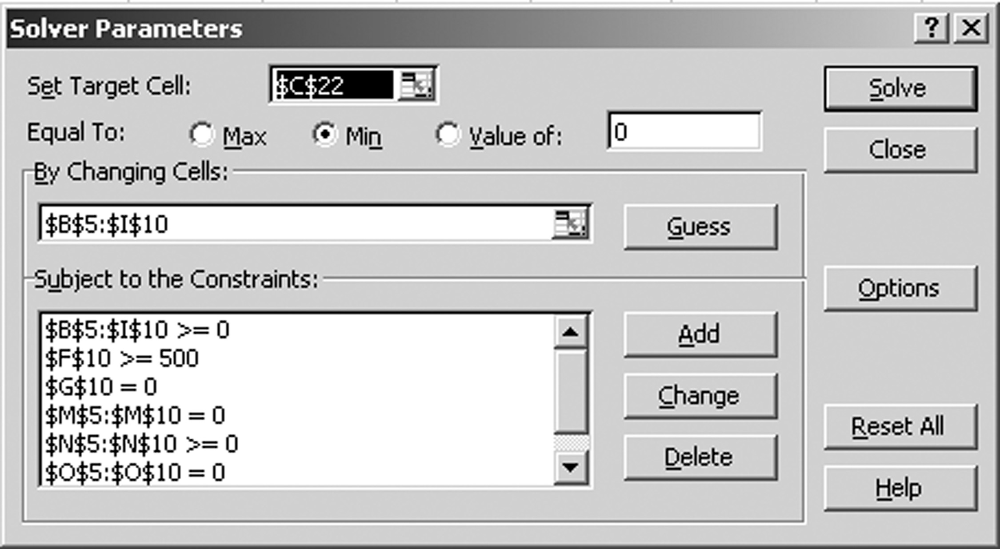 Solver Parameters
?
Set Target Cell: $C$22
Solve
Equal To: Max Min Value of: 0
Close
By Changing Cells:
$B$5:$I$10
Guess
Options
Subject to the Constraints:
$B$5:$I$10 >= 0
$F$10 >= 500
$G$10 = 0
$M$5:$M$10 = 0
$N$5:$N$10 >= 0
$O$5:$O$10 = 0
Add
Change
Delete
Reset All
Help